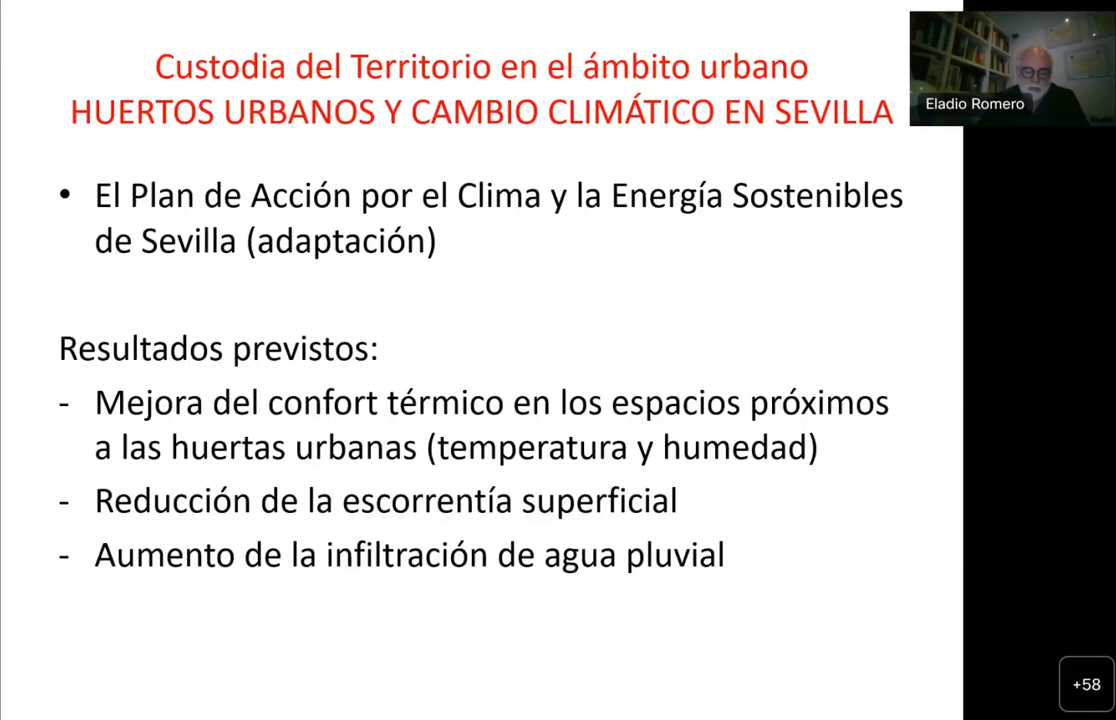 Custodia del Territorio en el ámbito urbano
HUERTOS URBANOS Y CAMBIO CLIMÁTICO EN SEVILLA
Eladio Romero
• El Plan de Acción por el Clima y la Energía Sostenibles
de Sevilla (adaptación)
Resultados previstos:
- Mejora del confort térmico en los espacios próximos
a las huertas urbanas (temperatura y humedad)
- Reducción de la escorrentía superficial
- Aumento de la infiltración de agua pluvial
+58